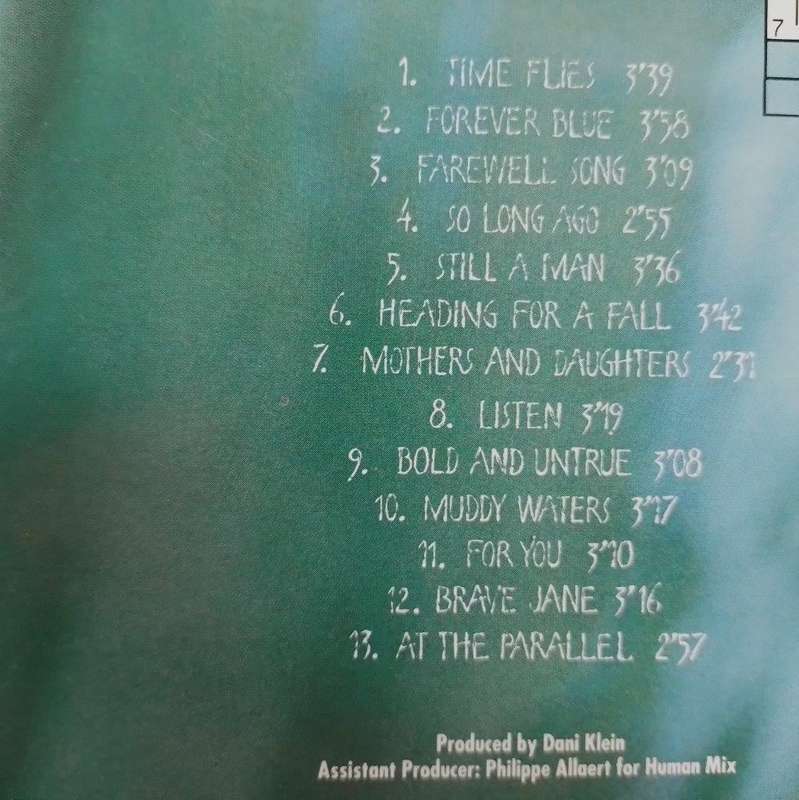 7
1. TIME FLIES 3"39
2. FOREVER BLUE 3"58
3. FAREWELL SONG 3"09
4. SO LONG AGO 2"55
5. STILL A MAN 3"36
6. HEADING FOR A FALL 3"42
7. MOTHERS AND DAUGHTERS 2"31
8. LISTEN 3"19
9. BOLD AND UNTRUE 3"08
10. MUDDY WATERS 3"17
11. FOR YOU 3"10
12. BRAVE JANE 3"16
13. AT THE PARALLEL 2"57
Produced by Dani Klein
Assistant Producer: Philippe Allaert for Human Mix